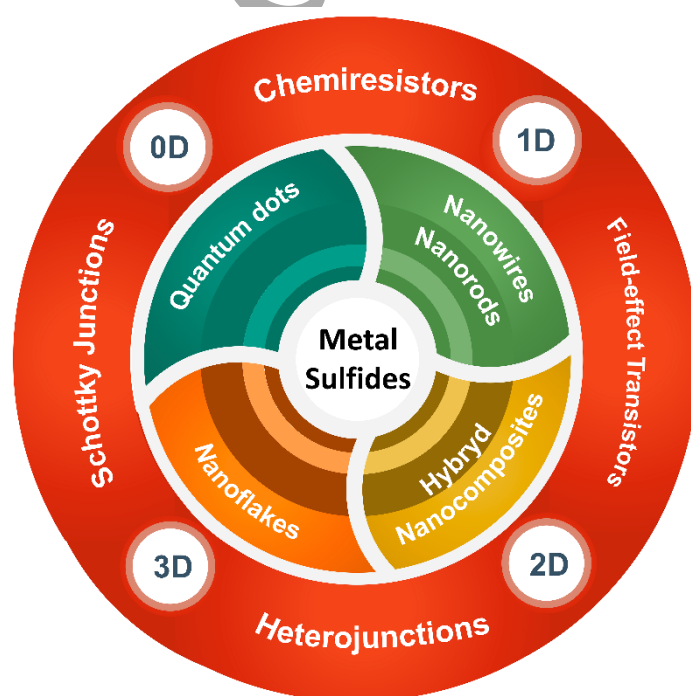 Chemiresistors
0D
1D
Quantum dots
Nanowires
Nanorods
Schottky Junctions
Field-effect Transistors
Metal
Sulfides
Nanoflakes
Hybryd
Nanocomposites
3D
2D
Heterojunctions